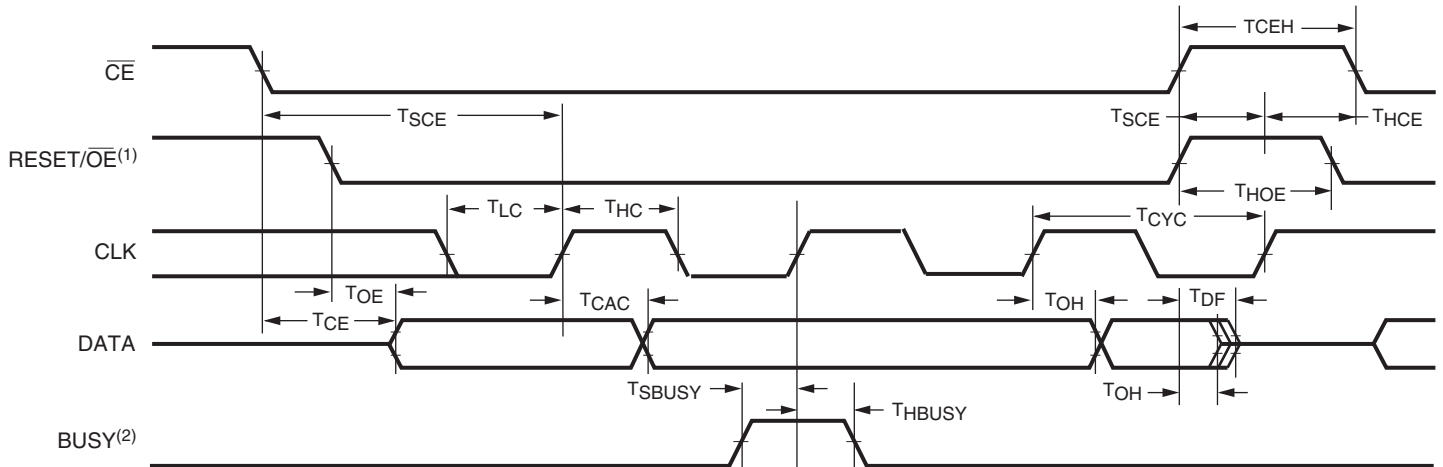 TCEH
CE
TSCE
TSCE
THCE
RESET/OE(1)
THOE
TLC
THC
TCYC
CLK
TOE
TCAC
TOH
TDF
TCE
DATA
TSBUSY
TOH
THBUSY
BUSY(2)